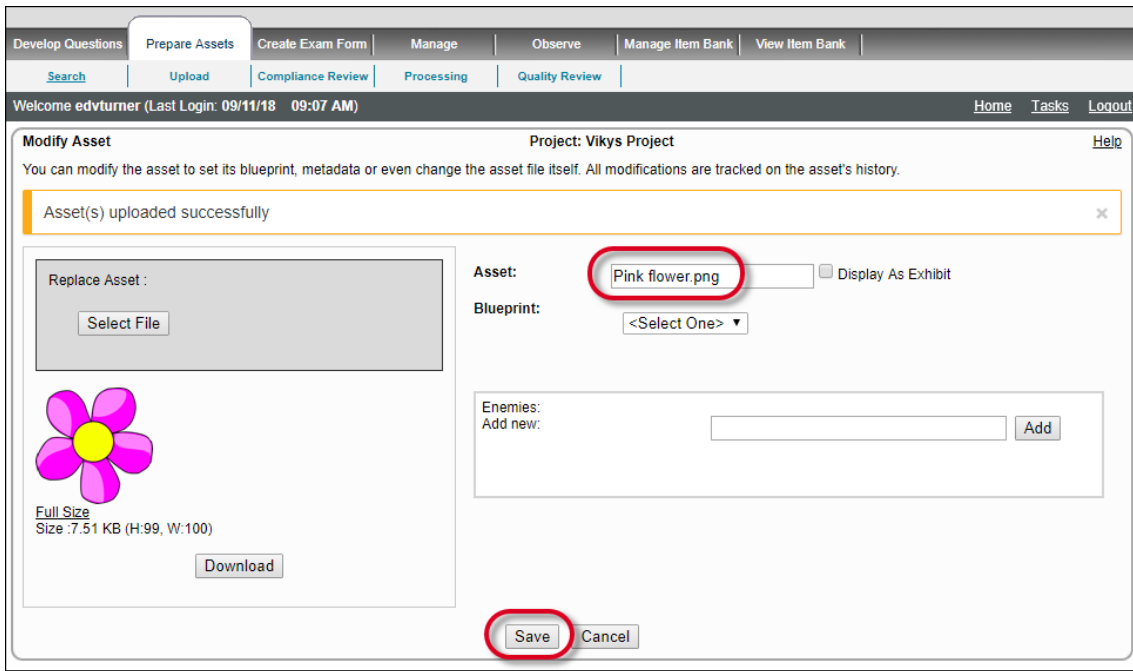 Develop Questions Prepare Assets Create Exam Form Manage Observe Manage Item Bank View Item Bank
Search Upload Compliance Review Processing Quality Review
Welcome edvturner (Last Login: 09/11/18 09:07 AM) Home Tasks Logout
Modify Asset Project: Vikys Project Help
You can modify the asset to set its blueprint, metadata or even change the asset file itself. All modifications are tracked on the asset's history.
Asset(s) uploaded successfully ×
Replace Asset :
Select File
Asset: Pink flower.png Display As Exhibit
Blueprint: <Select One> ▼
Enemies:
Add new: Add
Full Size
Size :7.51 KB (H:99, W:100)
Download
Save Cancel